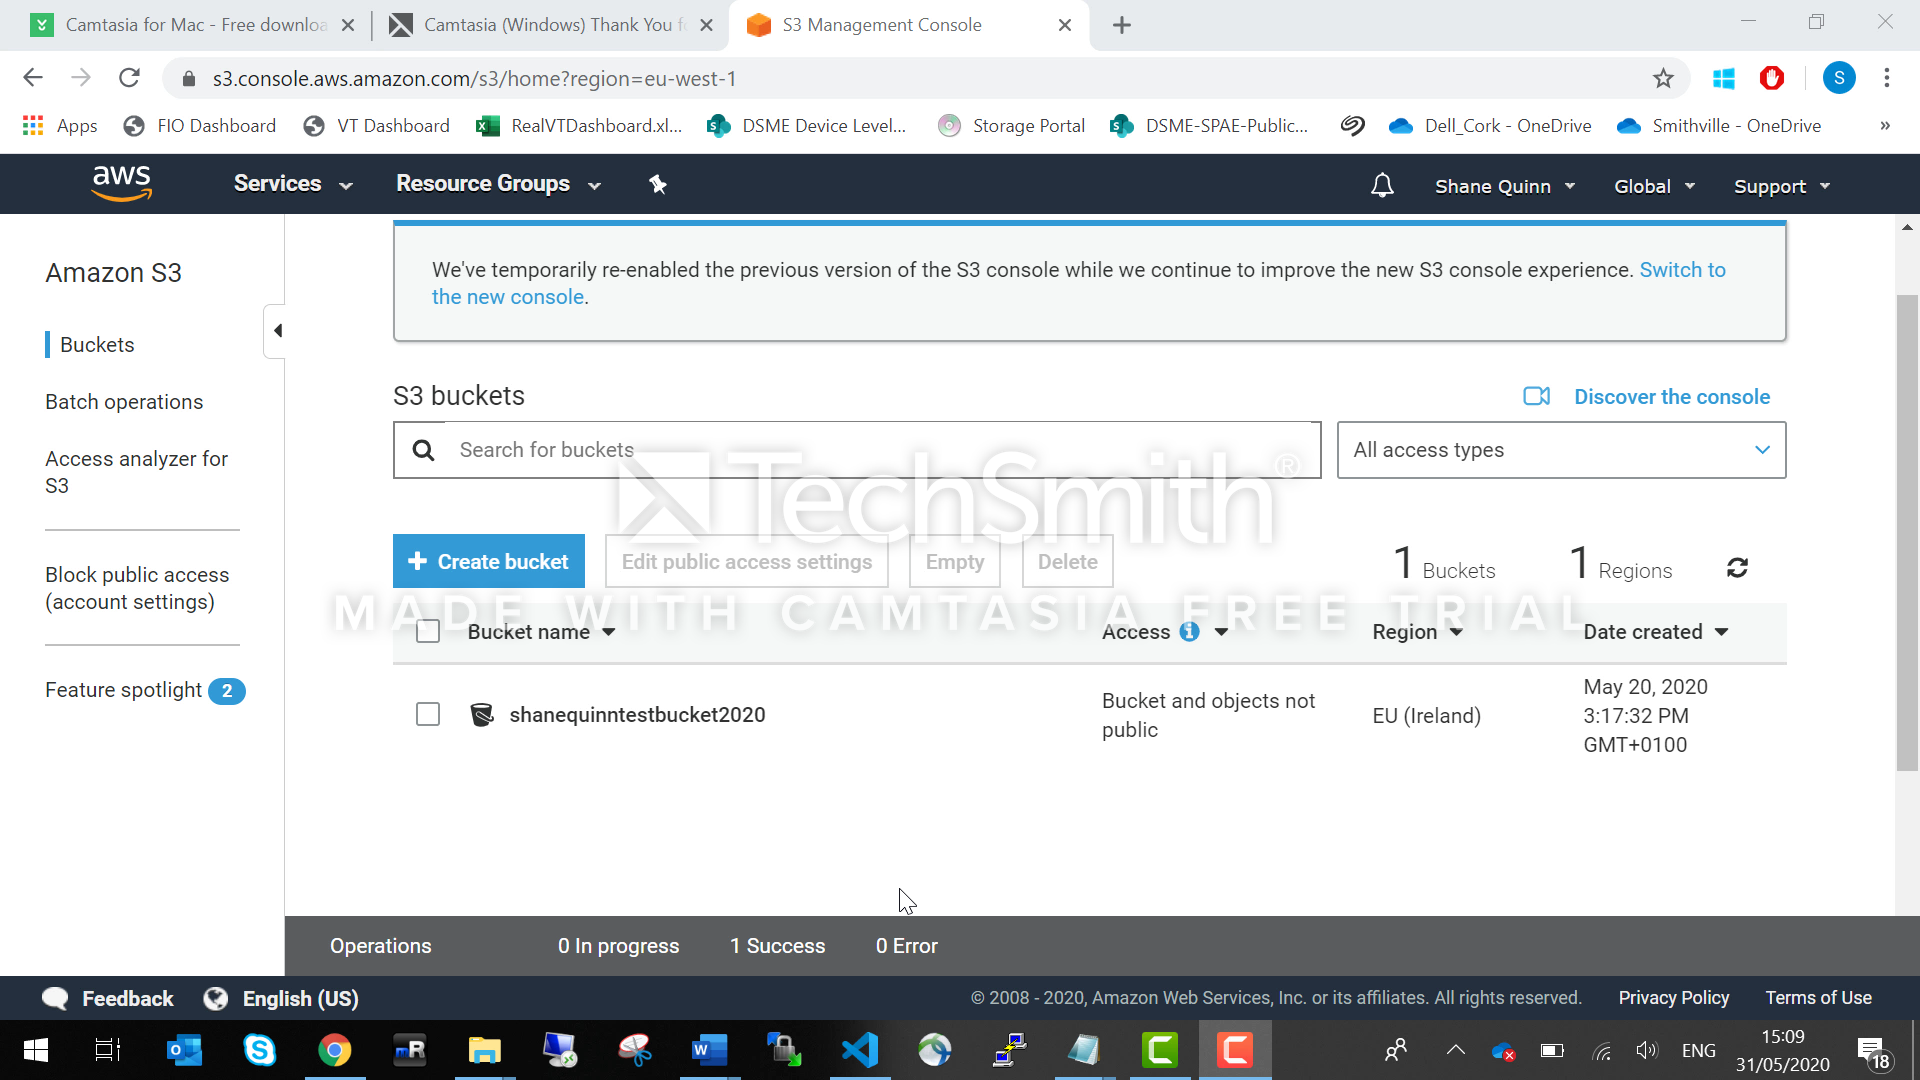 Camtasia for Mac - Free downloa
Camtasia (Windows) Thank You f
S3 Management Console
s3.console.aws.amazon.com/s3/home?region=eu-west-1
S
Apps
FIO Dashboard
VT Dashboard
RealVTDashboard.xl...
DSME Device Level...
Storage Portal
DSME-SPAE-Public...
Dell_Cork - OneDrive
Smithville - OneDrive
»
aws
Services
Resource Groups
Shane Quinn
Global
Support
Amazon S3
Buckets
Batch operations
Access analyzer for
S3
Block public access
(account settings)
Feature spotlight 2
We've temporarily re-enabled the previous version of the S3 console while we continue to improve the new S3 console experience. Switch to
the new console.
S3 buckets
Discover the console
Search for buckets
All access types
TechSmith®
Create bucket
Edit public access settings
Empty
Delete
1 Buckets
1 Regions
MADE WITH CAMTASIA FREE TRIAL
Bucket name
Access
Region
Date created
shanequinntestbucket2020
Bucket and objects not
public
EU (Ireland)
May 20, 2020
3:17:32 PM
GMT+0100
Operations
0 In progress
1 Success
0 Error
Feedback
English (US)
© 2008 - 2020, Amazon Web Services, Inc. or its affiliates. All rights reserved.
Privacy Policy
Terms of Use
ENG
15:09
31/05/2020
18